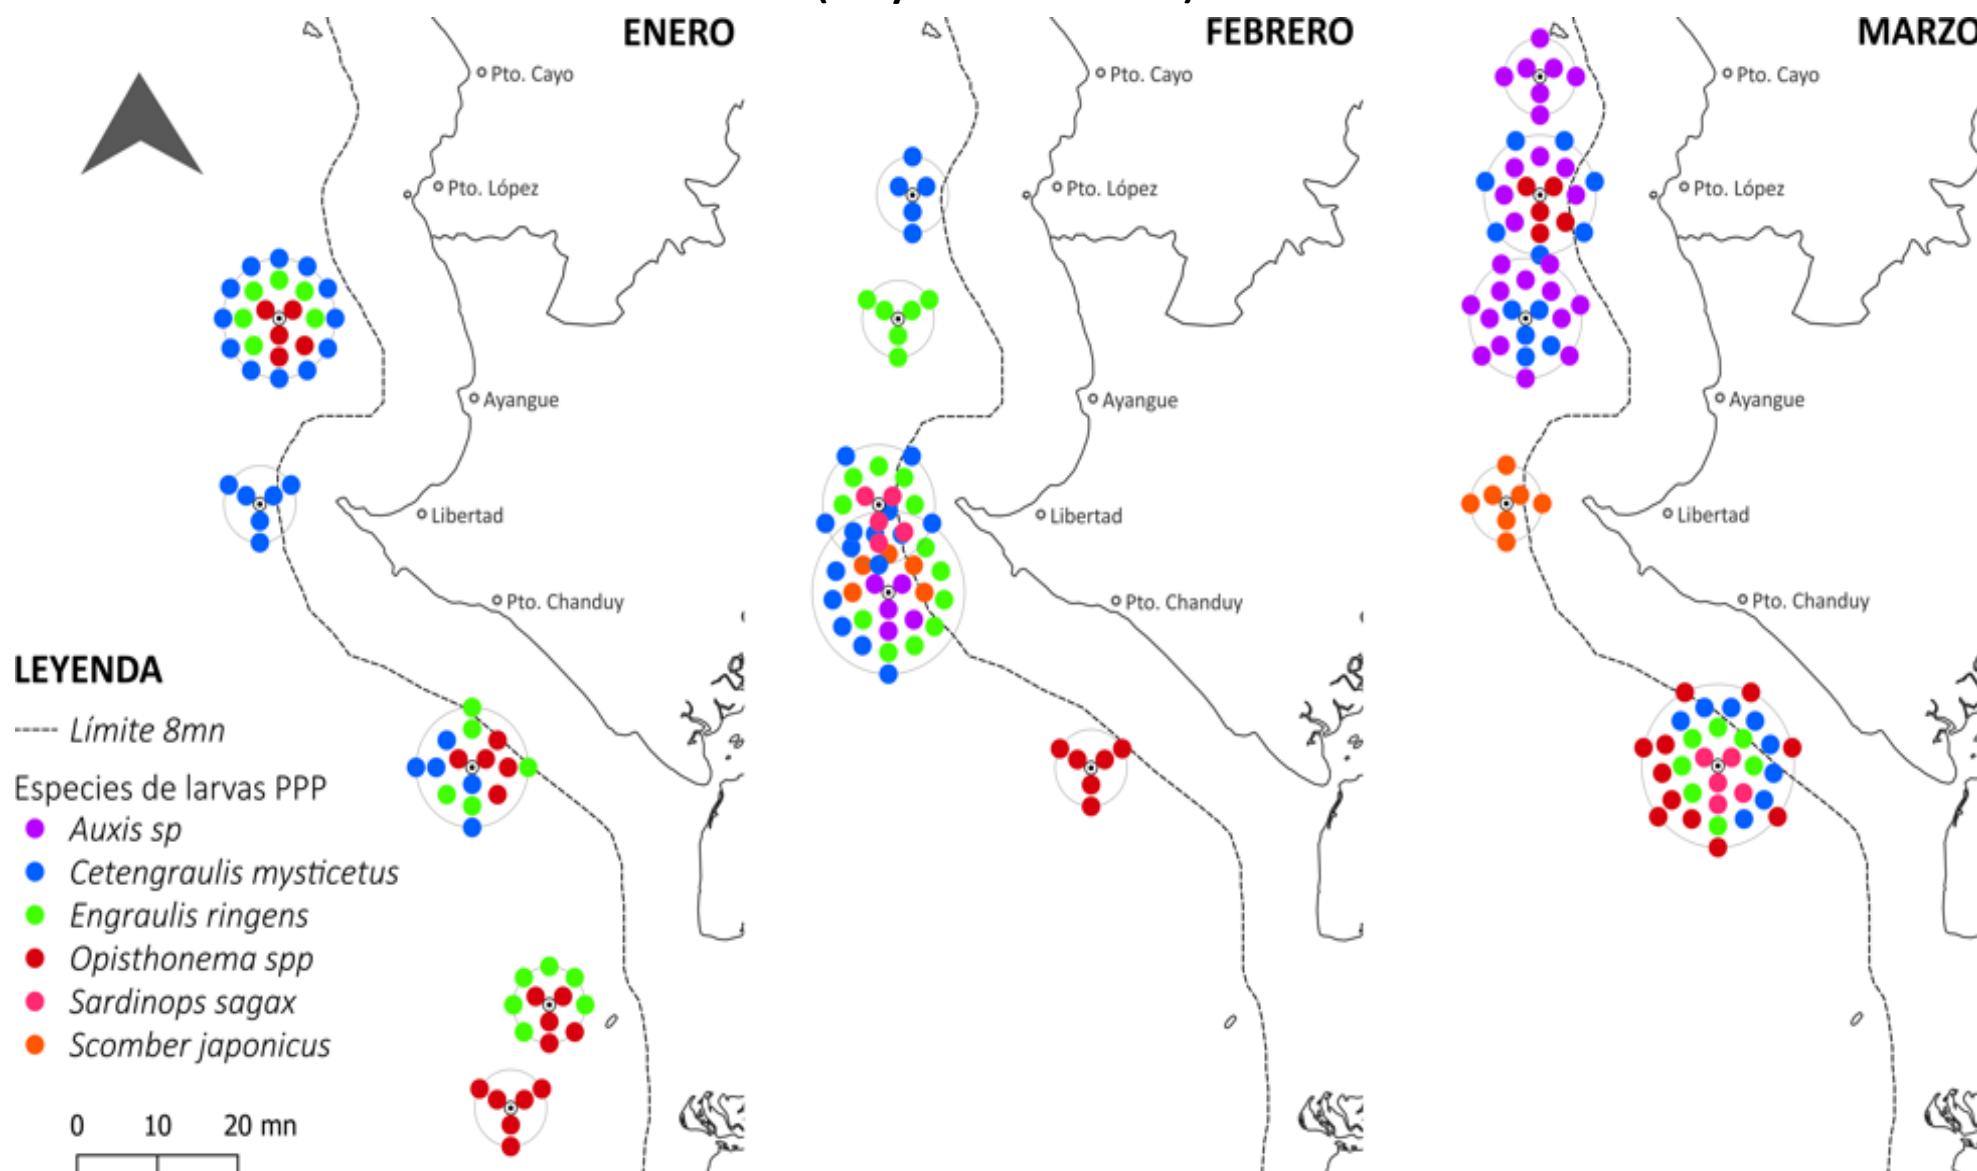 ENERO
Pto. Cayo
Pto. López
Ayangue
Libertad
Pto. Chanduy
LEYENDA
Límite 8mn
Especies de larvas PPP
Auxis sp
Cetengraulis mysticetus
Engraulis ringens
Opisthonema spp
Sardinops sagax
Scomber japonicus
0 10 20 mn
FEBRERO
Pto. Cayo
Pto. López
Ayangue
Libertad
Pto. Chanduy
MARZO
Pto. Cayo
Pto. López
Ayangue
Libertad
Pto. Chanduy